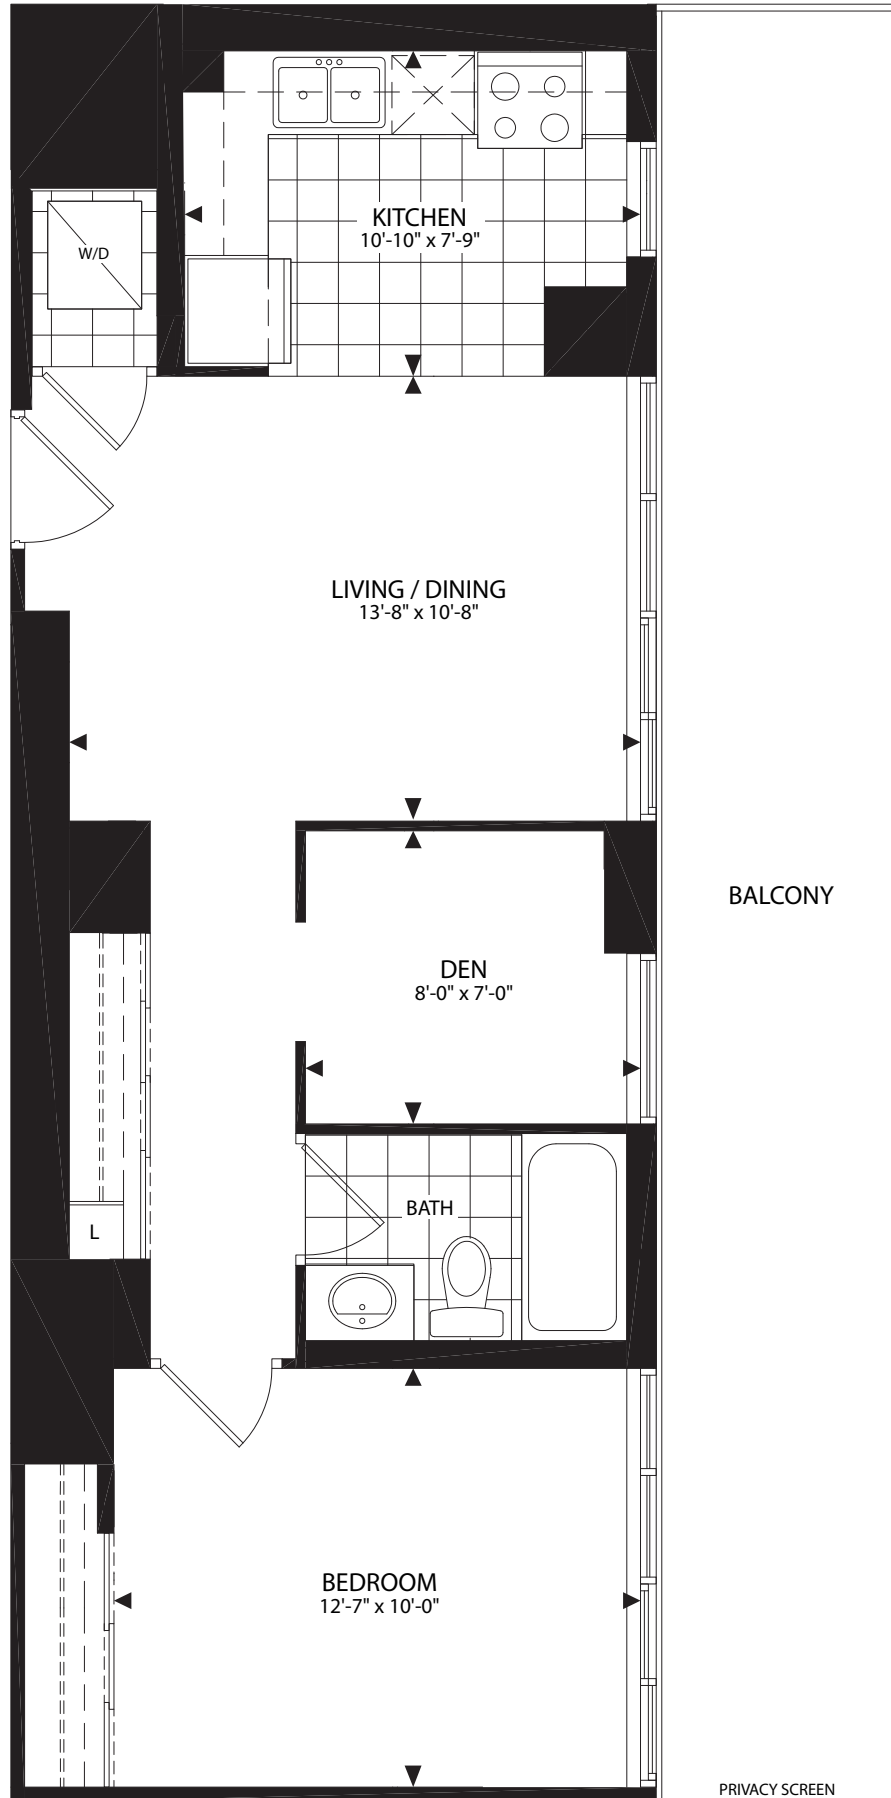 KITCHEN
10'-10" x 7'-9"
W/D
LIVING / DINING
13'-8" x 10'-8"
BALCONY
DEN
8'-0" x 7'-0"
BATH
L
BEDROOM
12'-7" x 10'-0"
PRIVACY SCREEN